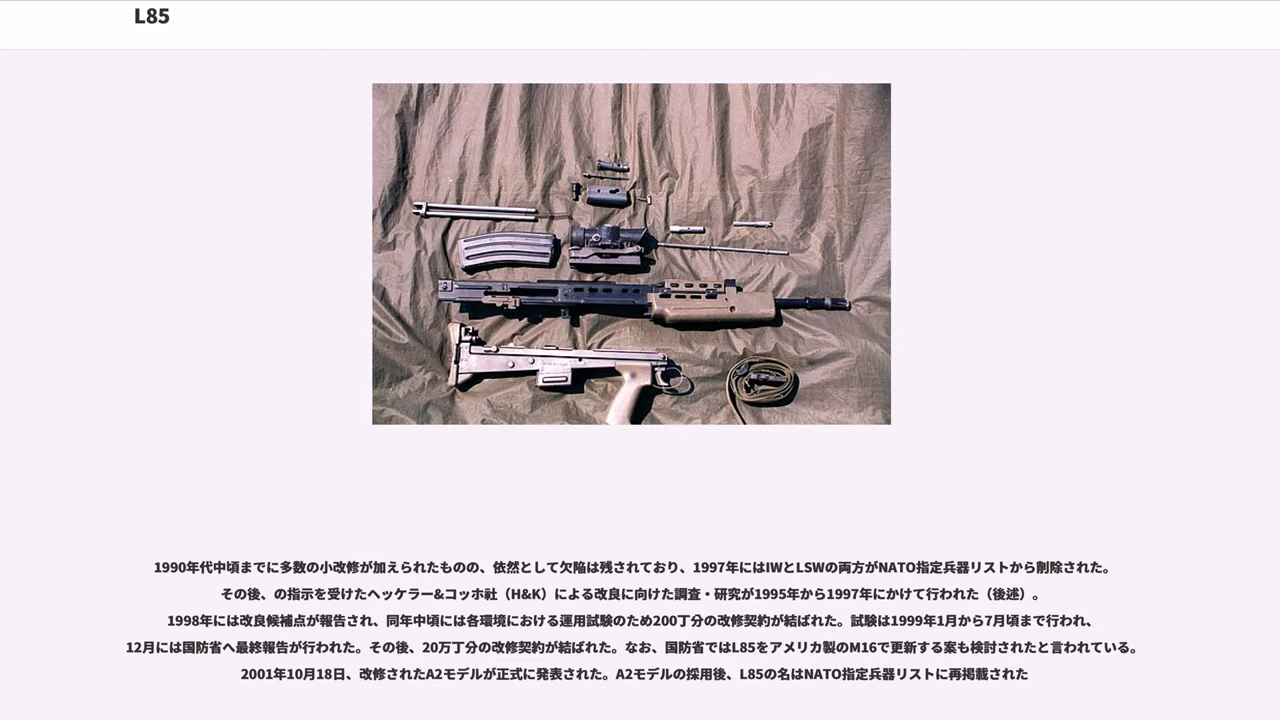 L85
1990年代中頃までに多数の小改修が加えられたものの、依然として欠陥は残されており、1997年にはIWとLSWの両方がNATO指定兵器リストから削除された。
その後、の指示を受けたヘッケラー&コッホ社（H&K）による改良に向けた調査・研究が1995年から1997年にかけて行われた（後述）。
1998年には改良候補点が報告され、同年中頃には各環境における運用試験のため200丁分の改修契約が結ばれた。試験は1999年1月から7月頃まで行われ、
12月には国防省へ最終報告が行われた。その後、20万丁分の改修契約が結ばれた。なお、国防省ではL85をアメリカ製のM16で更新する案も検討されたと言われている。
2001年10月18日、改修されたA2モデルが正式に発表された。A2モデルの採用後、L85の名はNATO指定兵器リストに再掲載された